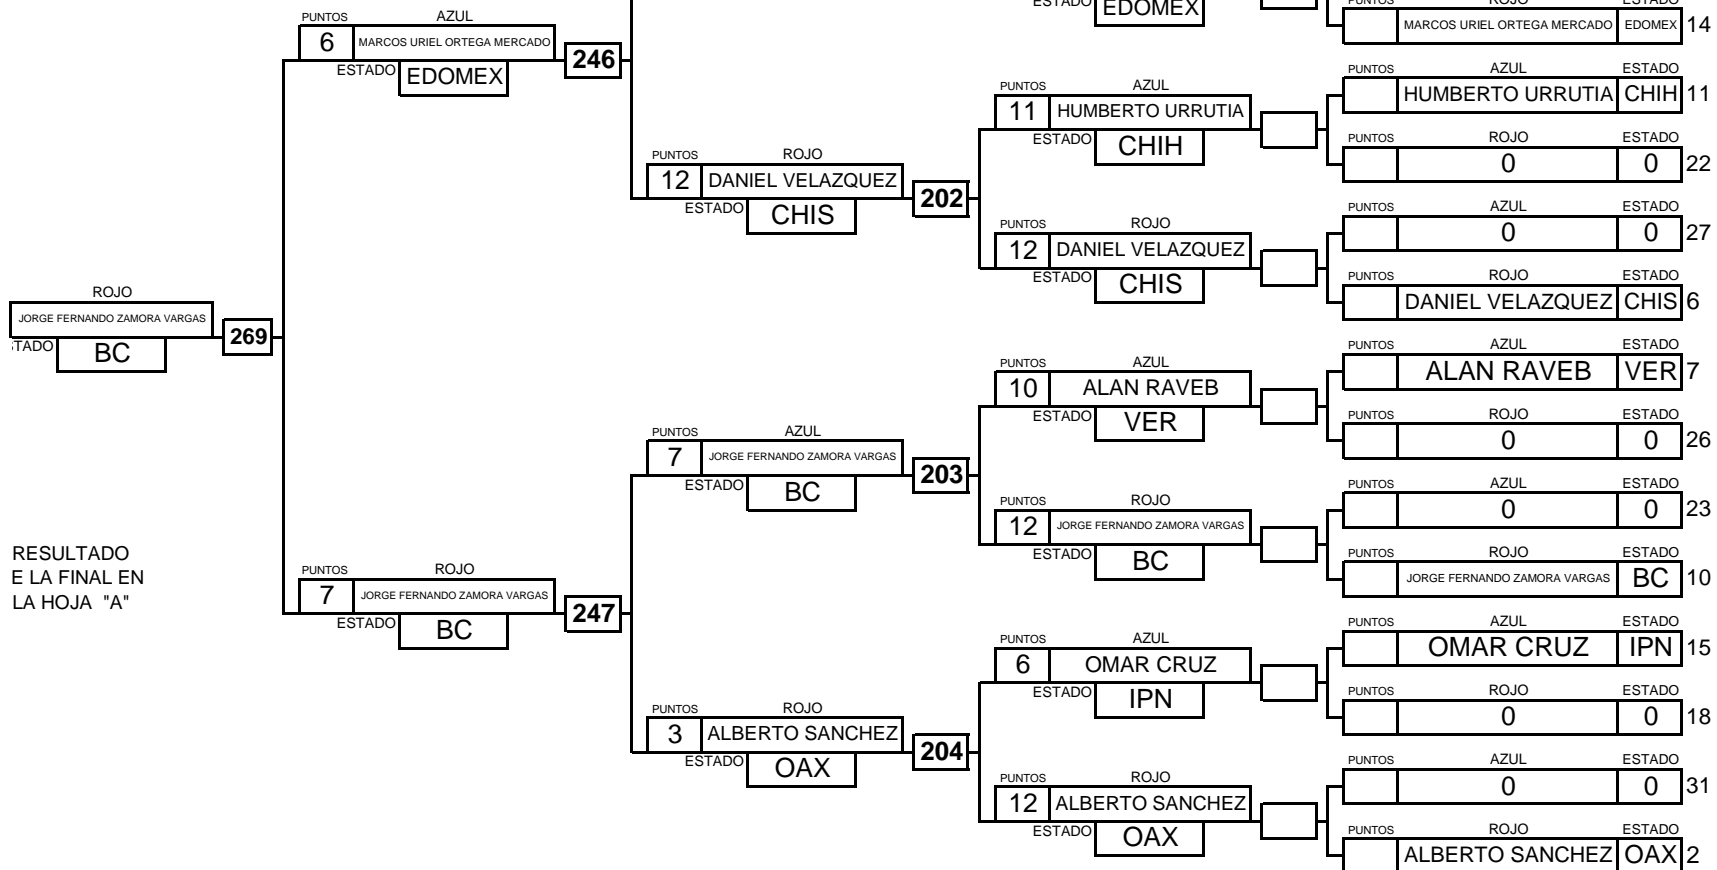 ESTADO
EDOMEX
PUNTOS ROJO ESTADO
MARCOS URIEL ORTEGA MERCADO EDOMEX 14
PUNTOS AZUL
6 MARCOS URIEL ORTEGA MERCADO
ESTADO EDOMEX
246
PUNTOS AZUL ESTADO
HUMBERTO URRUTIA CHIH 11
PUNTOS AZUL
11 HUMBERTO URRUTIA
ESTADO CHIH
PUNTOS ROJO ESTADO
0 0 22
PUNTOS ROJO
12 DANIEL VELAZQUEZ
ESTADO CHIS
202
PUNTOS AZUL ESTADO
0 0 27
PUNTOS ROJO
12 DANIEL VELAZQUEZ
ESTADO CHIS
PUNTOS ROJO ESTADO
DANIEL VELAZQUEZ CHIS 6
ROJO
JORGE FERNANDO ZAMORA VARGAS
TADO BC
269
PUNTOS AZUL ESTADO
ALAN RAVEB VER 7
PUNTOS AZUL
10 ALAN RAVEB
ESTADO VER
PUNTOS ROJO ESTADO
0 0 26
PUNTOS AZUL
7 JORGE FERNANDO ZAMORA VARGAS
ESTADO BC
203
PUNTOS AZUL ESTADO
0 0 23
PUNTOS ROJO
12 JORGE FERNANDO ZAMORA VARGAS
ESTADO BC
PUNTOS ROJO ESTADO
JORGE FERNANDO ZAMORA VARGAS BC 10
RESULTADO
E LA FINAL EN
LA HOJA "A"
PUNTOS ROJO
7 JORGE FERNANDO ZAMORA VARGAS
ESTADO BC
247
PUNTOS AZUL ESTADO
OMAR CRUZ IPN 15
PUNTOS AZUL
6 OMAR CRUZ
ESTADO IPN
PUNTOS ROJO ESTADO
0 0 18
PUNTOS ROJO
3 ALBERTO SANCHEZ
ESTADO OAX
204
PUNTOS AZUL ESTADO
0 0 31
PUNTOS ROJO
12 ALBERTO SANCHEZ
ESTADO OAX
PUNTOS ROJO ESTADO
ALBERTO SANCHEZ OAX 2